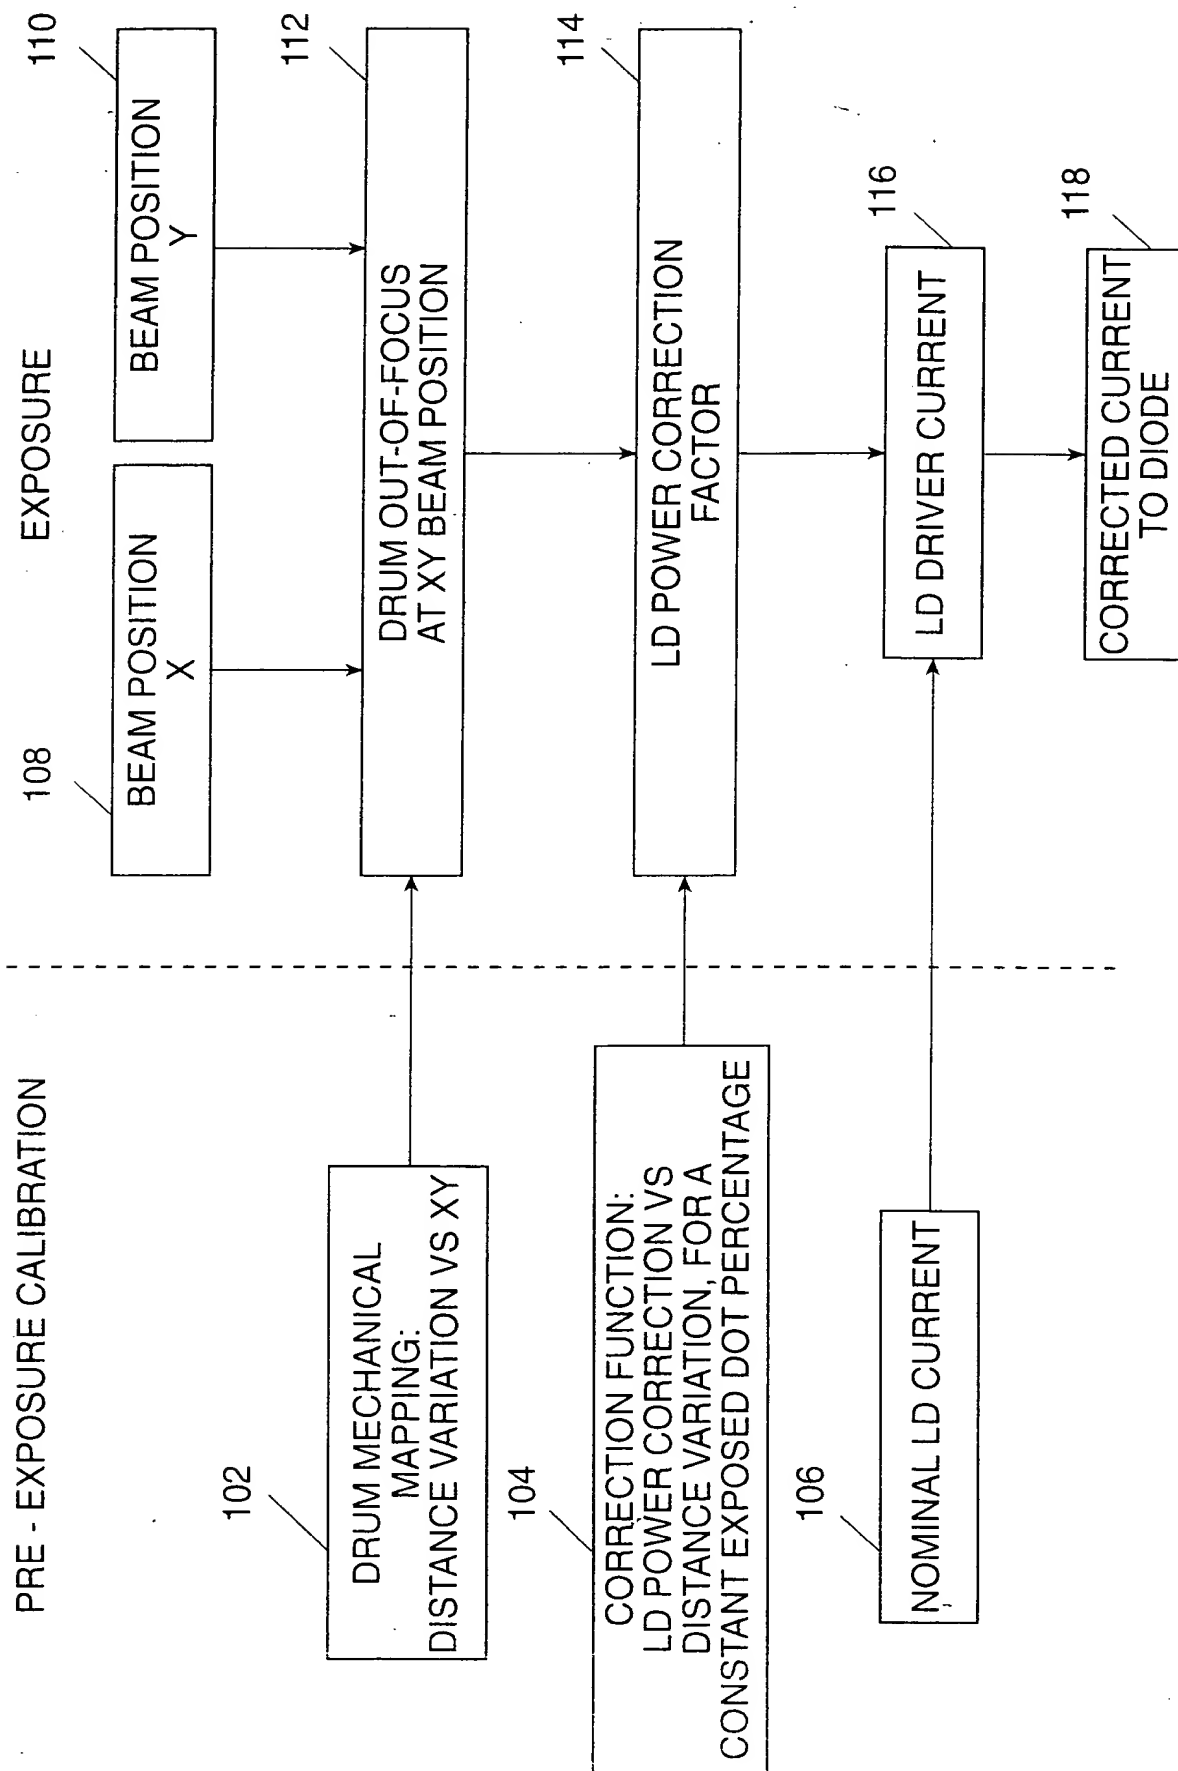 PRE - EXPOSURE CALIBRATION
EXPOSURE
108
BEAM POSITION
X
110
BEAM POSITION
Y
102
DRUM MECHANICAL
MAPPING:
DISTANCE VARIATION VS XY
112
DRUM OUT-OF-FOCUS
AT XY BEAM POSITION
104
CORRECTION FUNCTION:
LD POWER CORRECTION VS
DISTANCE VARIATION, FOR A
CONSTANT EXPOSED DOT PERCENTAGE
114
LD POWER CORRECTION
FACTOR
106
NOMINAL LD CURRENT
116
LD DRIVER CURRENT
118
CORRECTED CURRENT
TO DIODE